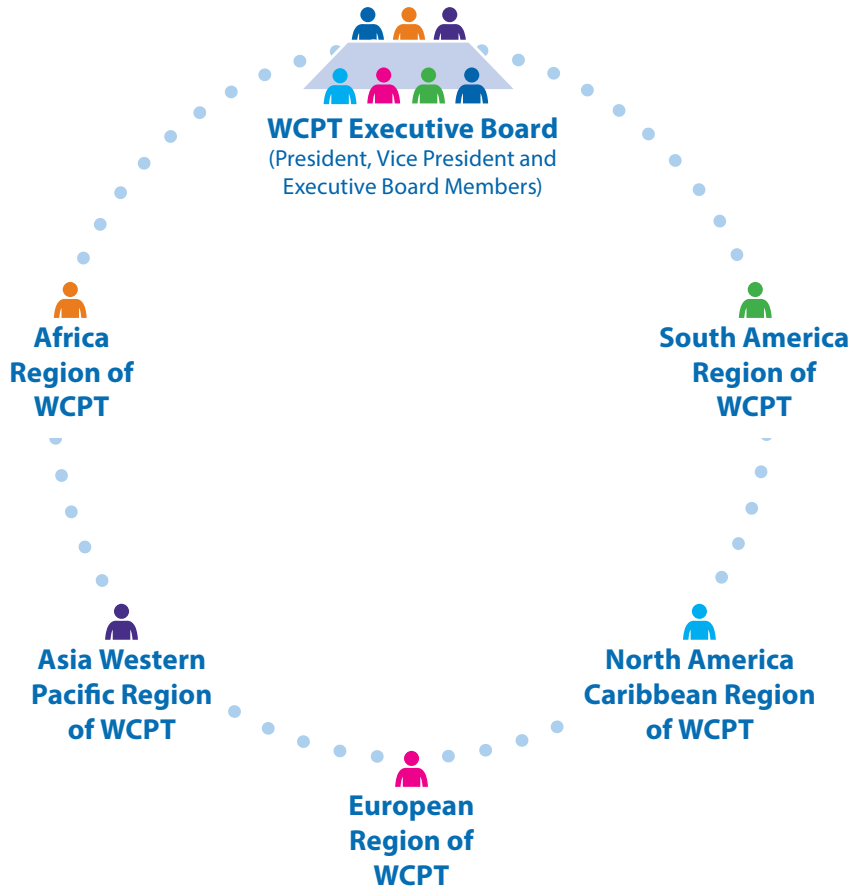 WCPT Executive Board
(President, Vice President and
Executive Board Members)
Africa
Region of
WCPT
South America
Region of
WCPT
Asia Western
Pacific Region
of WCPT
North America
Caribbean Region
of WCPT
European
Region of
WCPT